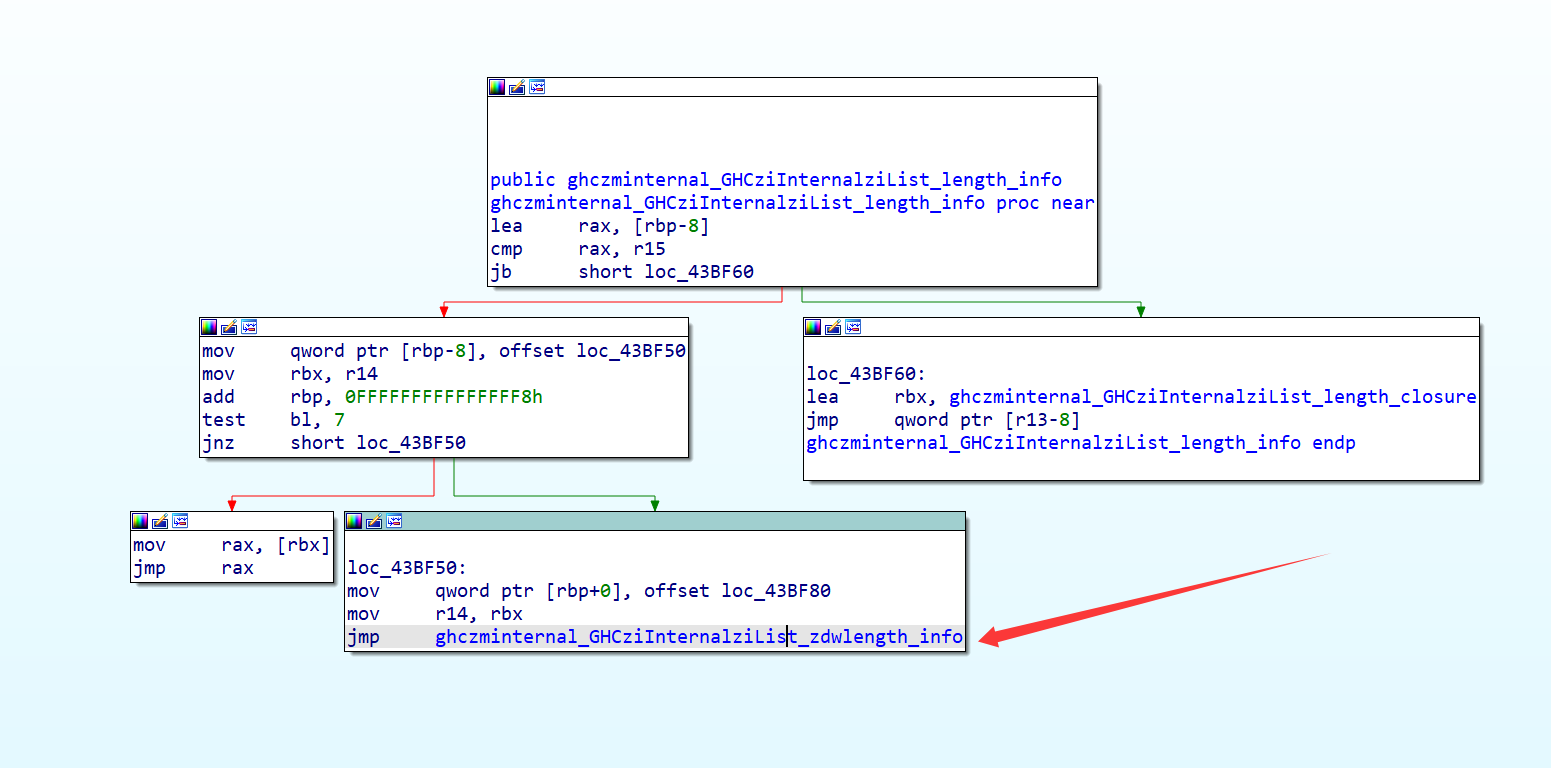 public ghczminternal_GHCziInternalziList_length_info
ghczminternal_GHCziInternalziList_length_info proc near
lea     rax, [rbp-8]
cmp     rax, r15
jb      short loc_43BF60
mov     qword ptr [rbp-8], offset loc_43BF50
mov     rbx, r14
add     rbp, 0FFFFFFFFFFFFFFF8h
test    bl, 7
jnz     short loc_43BF50
loc_43BF60:
lea     rbx, ghczminternal_GHCziInternalziList_length_closure
jmp     qword ptr [r13-8]
ghczminternal_GHCziInternalziList_length_info endp
mov     rax, [rbx]
jmp     rax
loc_43BF50:
mov     qword ptr [rbp+0], offset loc_43BF80
mov     r14, rbx
jmp     ghczminternal_GHCziInternalziList_zdwlength_info